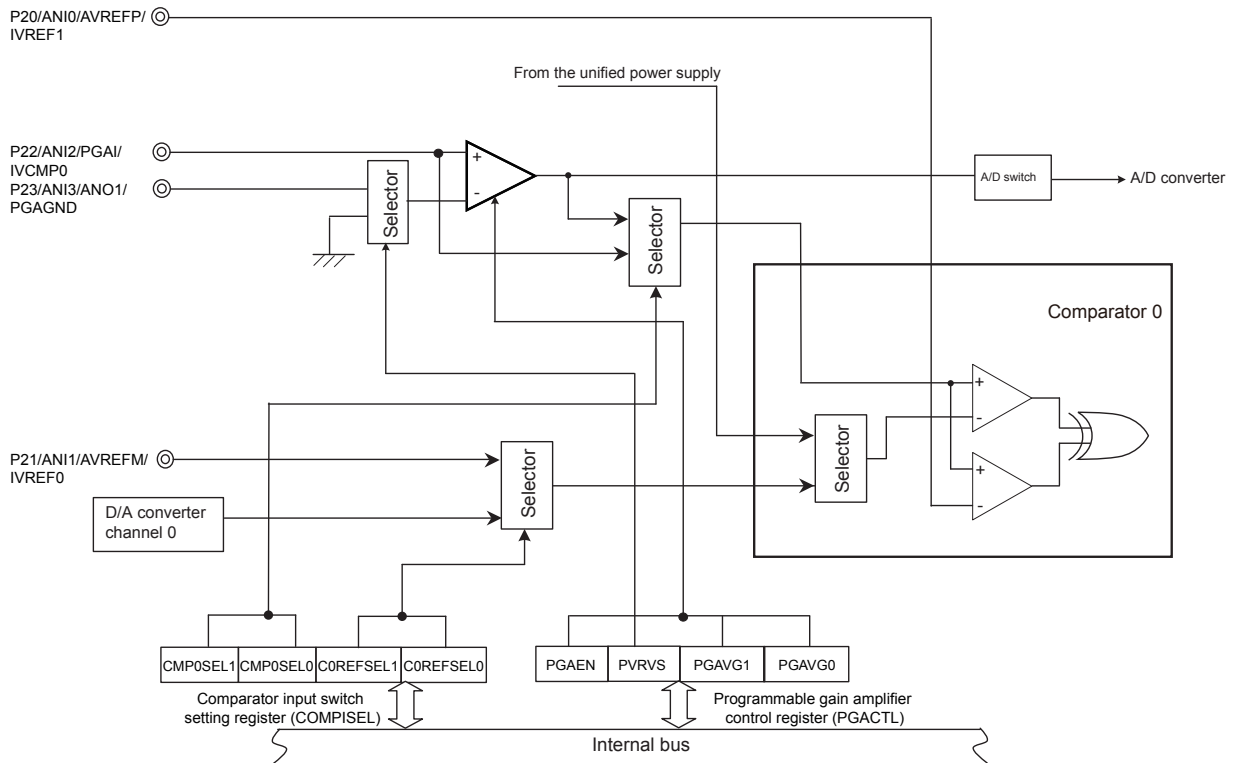 P20/ANI0/AVREFP/
IVREF1
From the unified power supply
P22/ANI2/PGAI/
IVCMP0
P23/ANI3/ANO1/
PGAGND
Selector
+
-
Selector
A/D switch
A/D converter
Comparator 0
+
-
+
-
Selector
P21/ANI1/AVREFM/
IVREF0
Selector
D/A converter
channel 0
CMP0SEL1
CMP0SEL0
C0REFSEL1
C0REFSEL0
PGAEN
PVRVS
PGAVG1
PGAVG0
Comparator input switch
setting register (COMPISEL)
Programmable gain amplifier
control register (PGACTL)
Internal bus